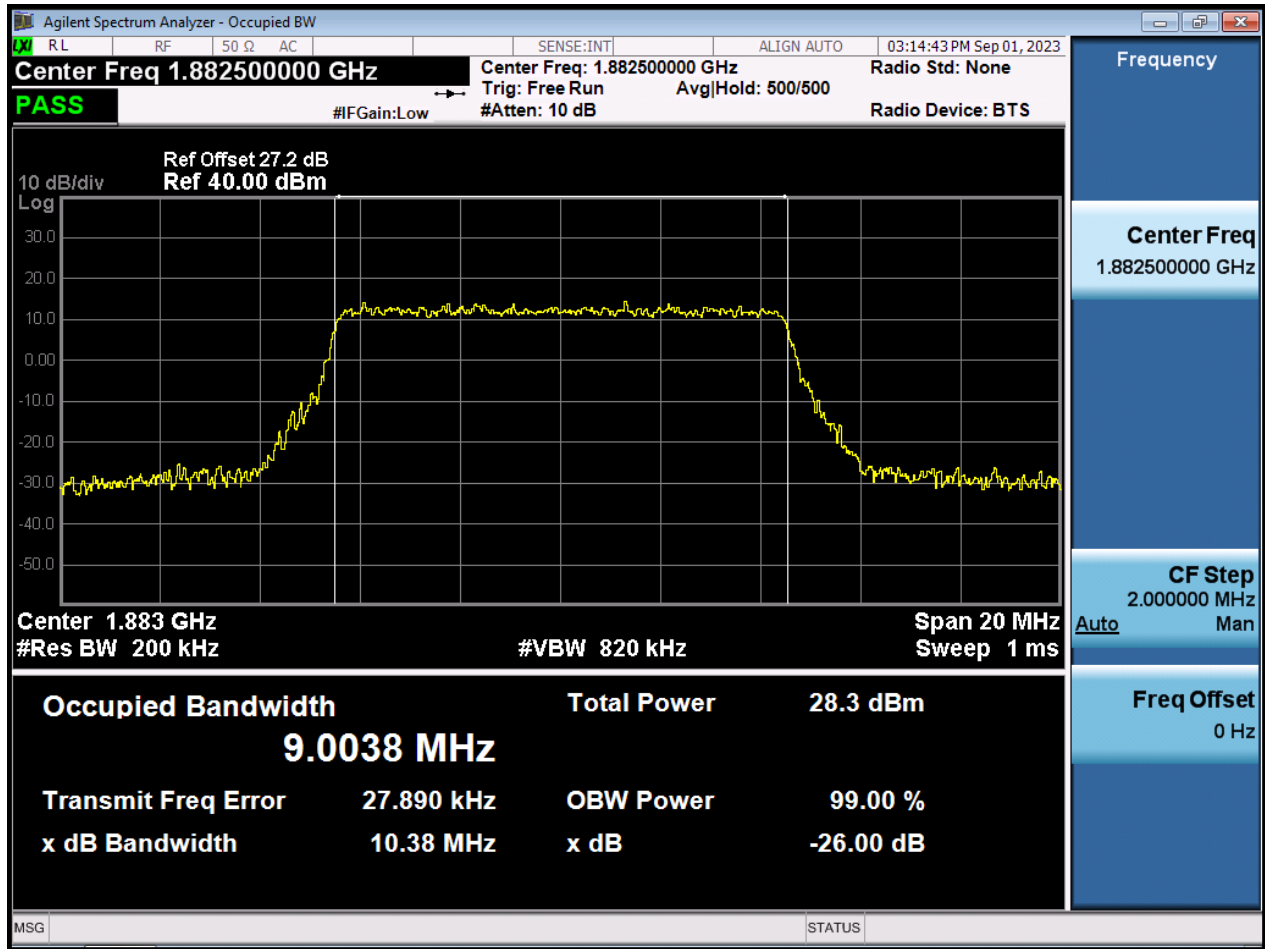 Agilent Spectrum Analyzer - Occupied BW
LXI RL RF 50 Ω AC SENSE:INT ALIGN AUTO 03:14:43 PM Sep 01, 2023
Center Freq 1.882500000 GHz
PASS
#IFGain:Low
Center Freq: 1.882500000 GHz
Trig: Free Run Avg|Hold: 500/500
#Atten: 10 dB
Radio Std: None
Radio Device: BTS
Ref Offset 27.2 dB
10 dB/div Ref 40.00 dBm
Log
30.0
20.0
10.0
0.00
-10.0
-20.0
-30.0
-40.0
-50.0
Center 1.883 GHz Span 20 MHz
#Res BW 200 kHz #VBW 820 kHz Sweep 1 ms
Occupied Bandwidth Total Power 28.3 dBm
9.0038 MHz
Transmit Freq Error 27.890 kHz OBW Power 99.00 %
x dB Bandwidth 10.38 MHz x dB -26.00 dB
MSG STATUS
Frequency
Center Freq
1.882500000 GHz
CF Step
2.000000 MHz
Auto Man
Freq Offset
0 Hz